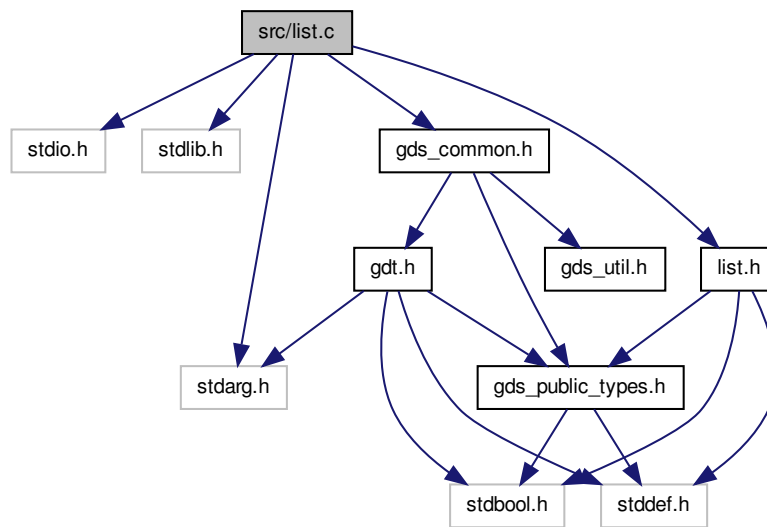 src/list.c
stdio.h
stdlib.h
gds_common.h
gdt.h
gds_util.h
list.h
stdarg.h
gds_public_types.h
stdbool.h
stddef.h